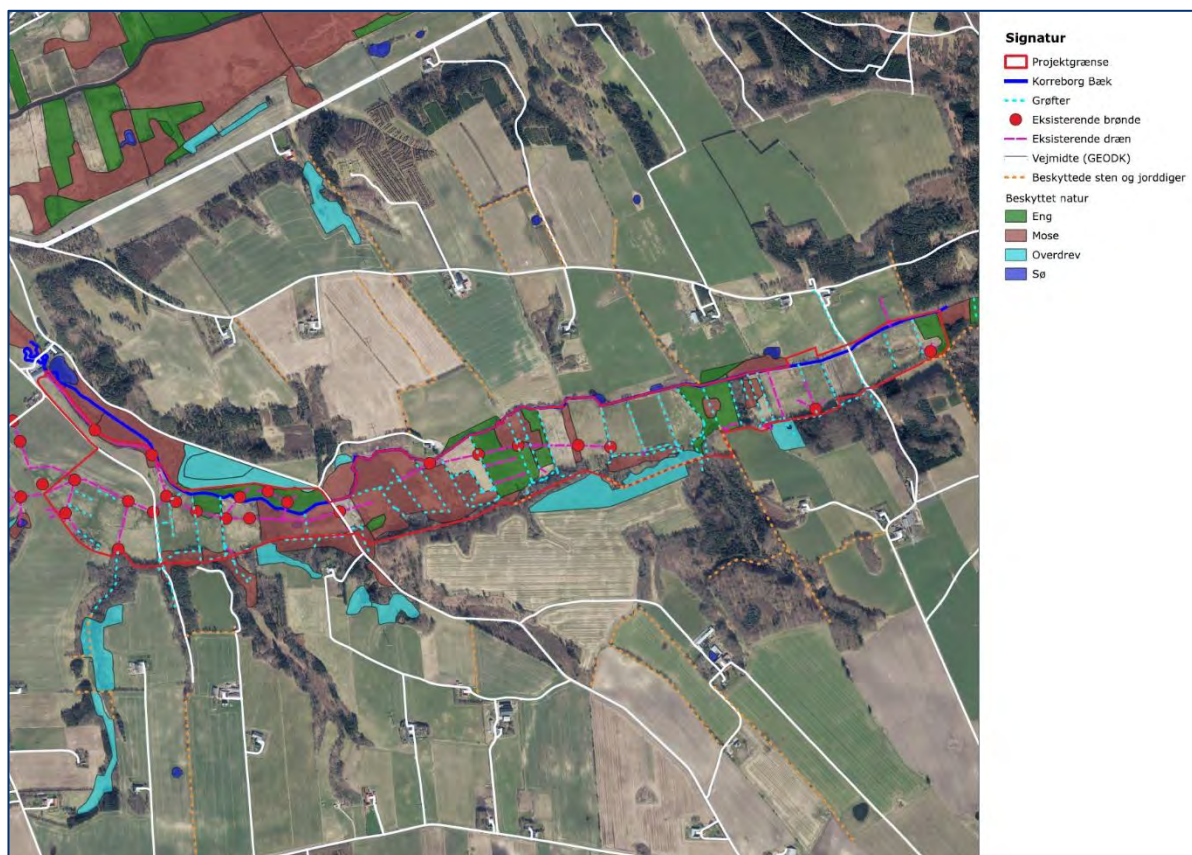 Signatur
Projektgrænse
Korreborg Bæk
Grøfter
Eksisterende brønde
Eksisterende dræn
Vejmidte (GEODK)
Beskyttede sten og jorddiger
Beskyttet natur
Eng
Mose
Overdrev
Sø